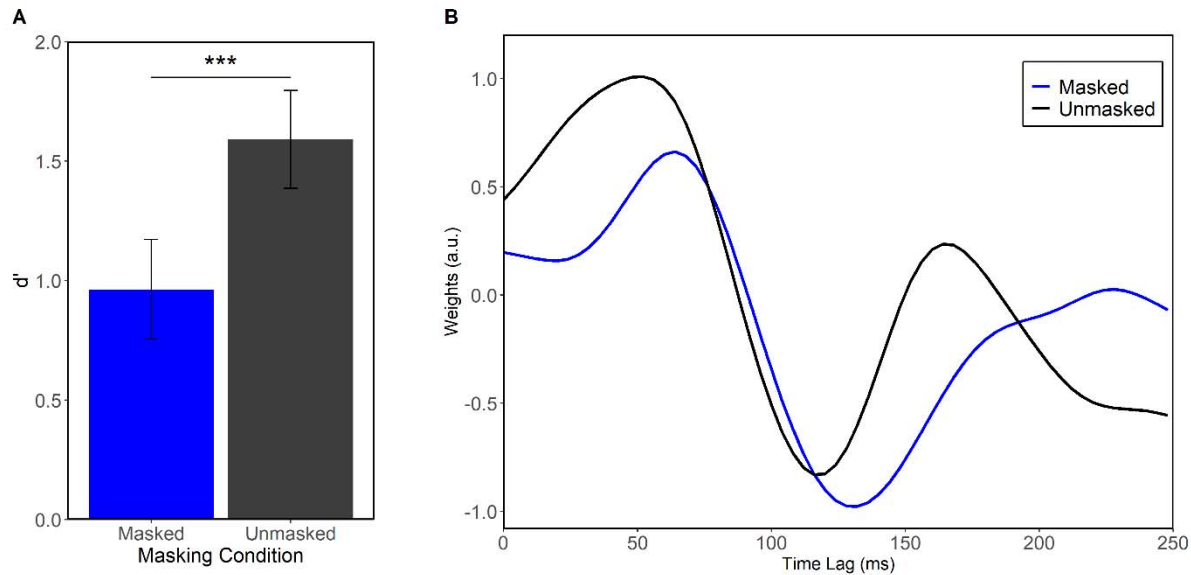 A
2.0
1.5
1.0
0.5
0.0
d'
***
Masked
Unmasked
Masking Condition
B
1.0
0.5
0.0
-0.5
-1.0
Weights (a.u.)
Masked
Unmasked
0
50
100
150
200
250
Time Lag (ms)